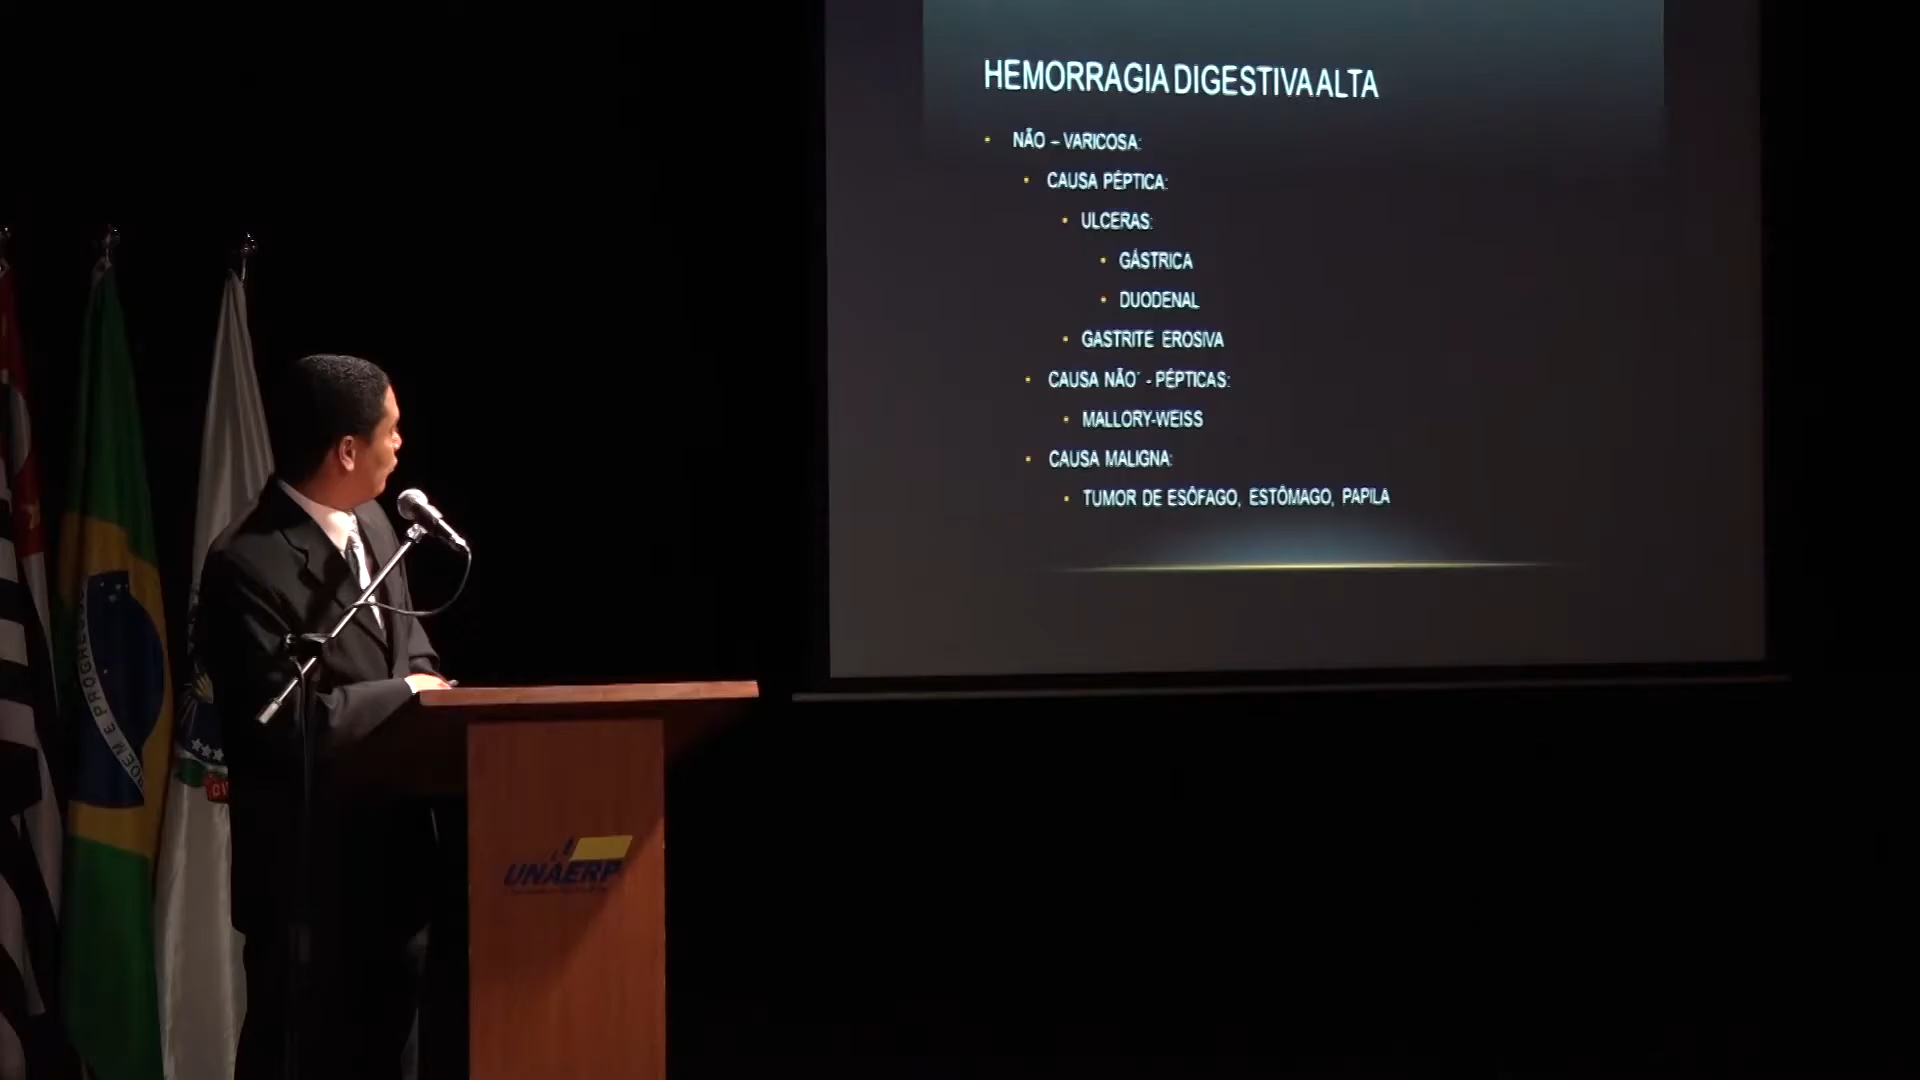 HEMORRAGIA DIGESTIVA ALTA
NÃO – VARICOSA:
CAUSA PÉPTICA:
ULCERAS:
GÁSTRICA
DUODENAL
GASTRITE EROSIVA
CAUSA NÃO´ - PÉPTICAS:
MALLORY-WEISS
CAUSA MALIGNA:
TUMOR DE ESÔFAGO, ESTÔMAGO, PAPILA
UNAERP